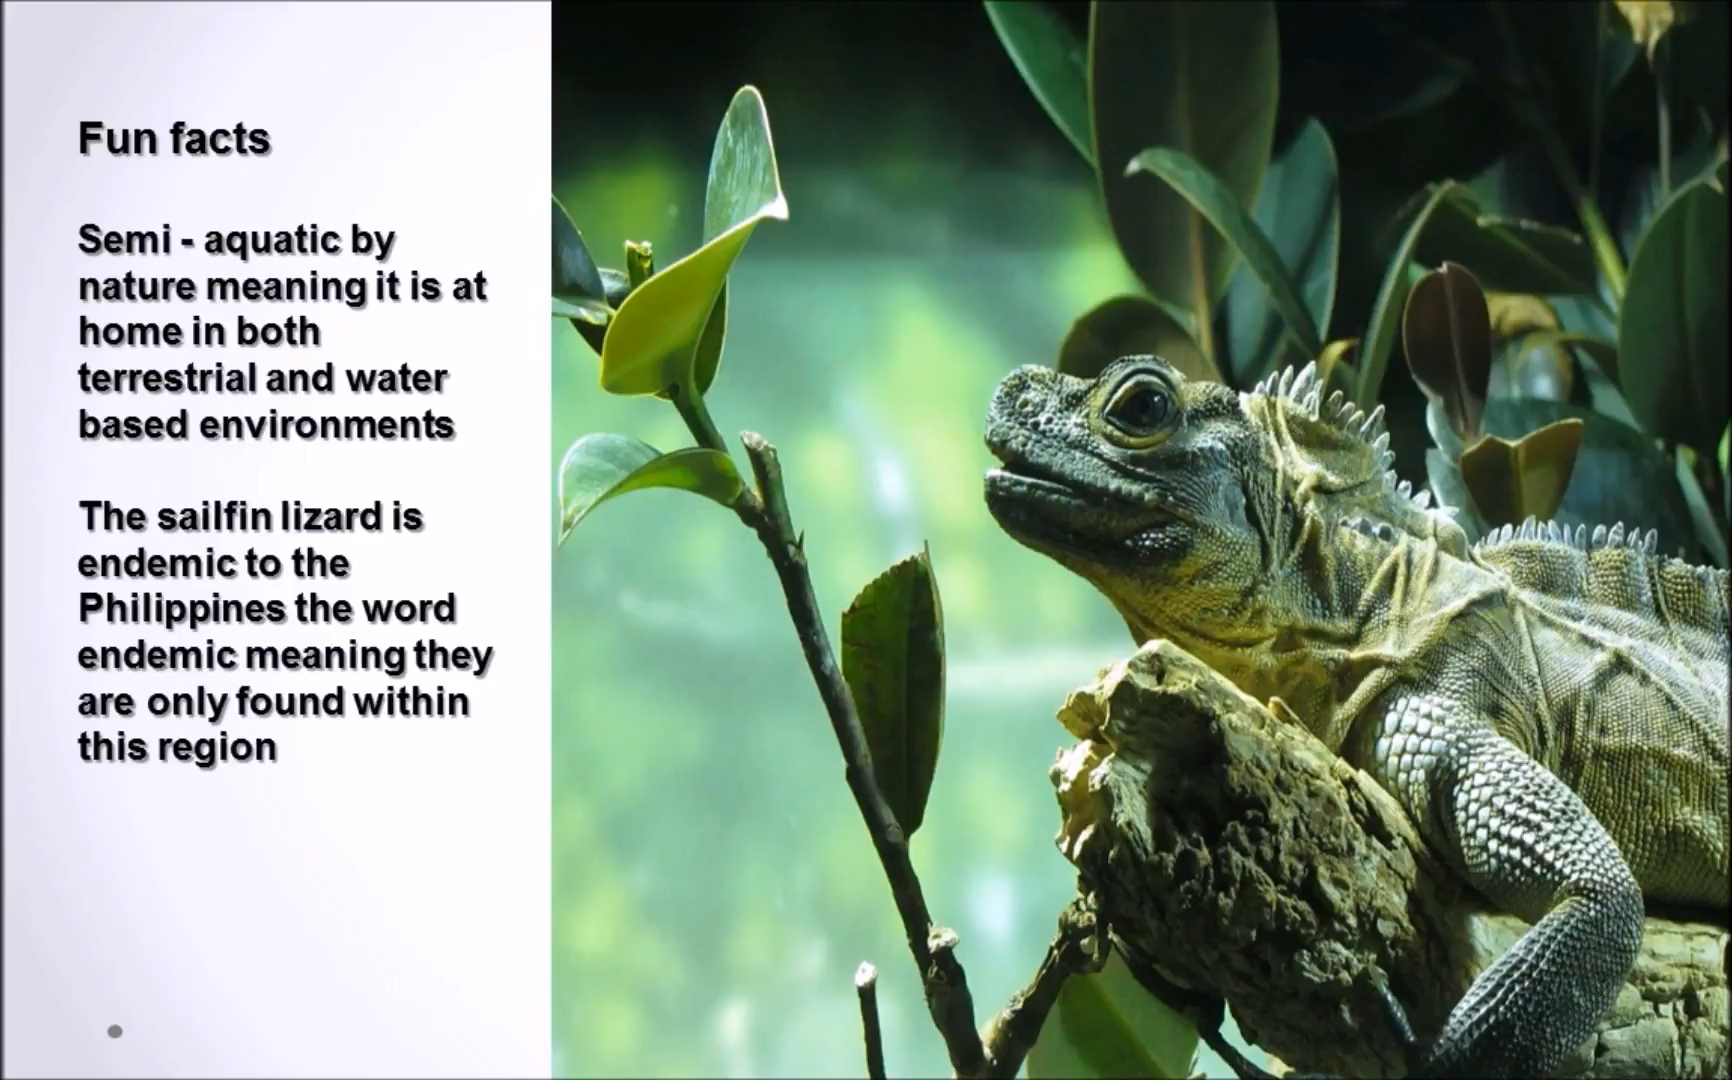 Fun facts
Semi - aquatic by
nature meaning it is at
home in both
terrestrial and water
based environments
The sailfin lizard is
endemic to the
Philippines the word
endemic meaning they
are only found within
this region